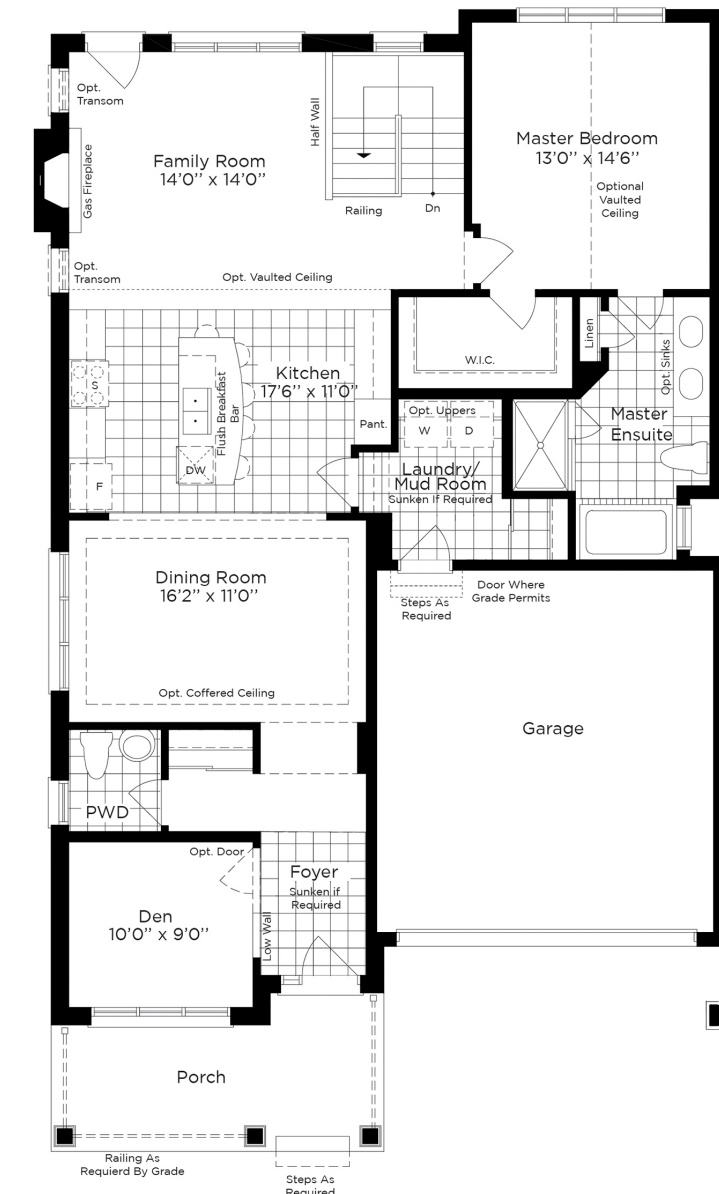 Opt.
Transom
Half Wall
Family Room
14'0'' x 14'0''
Gas Fireplace
Master Bedroom
13'0'' x 14'6''
Optional
Vaulted
Ceiling
Railing
Dn
Opt.
Transom
Opt. Vaulted Ceiling
Linen
Opt. Sinks
W.I.C.
Kitchen
17'6'' x 11'0''
S
Flush Breakfast
Bar
Pant.
Opt. Uppers
W
D
Master
Ensuite
DW
F
Laundry/
Mud Room
Sunken If Required
Dining Room
16'2'' x 11'0''
Opt. Coffered Ceiling
Steps As
Required
Door Where
Grade Permits
Garage
PWD
Opt. Door
Foyer
Sunken if
Required
Low Wall
Den
10'0'' x 9'0''
Porch
Railing As
Requierd By Grade
Steps As
Required